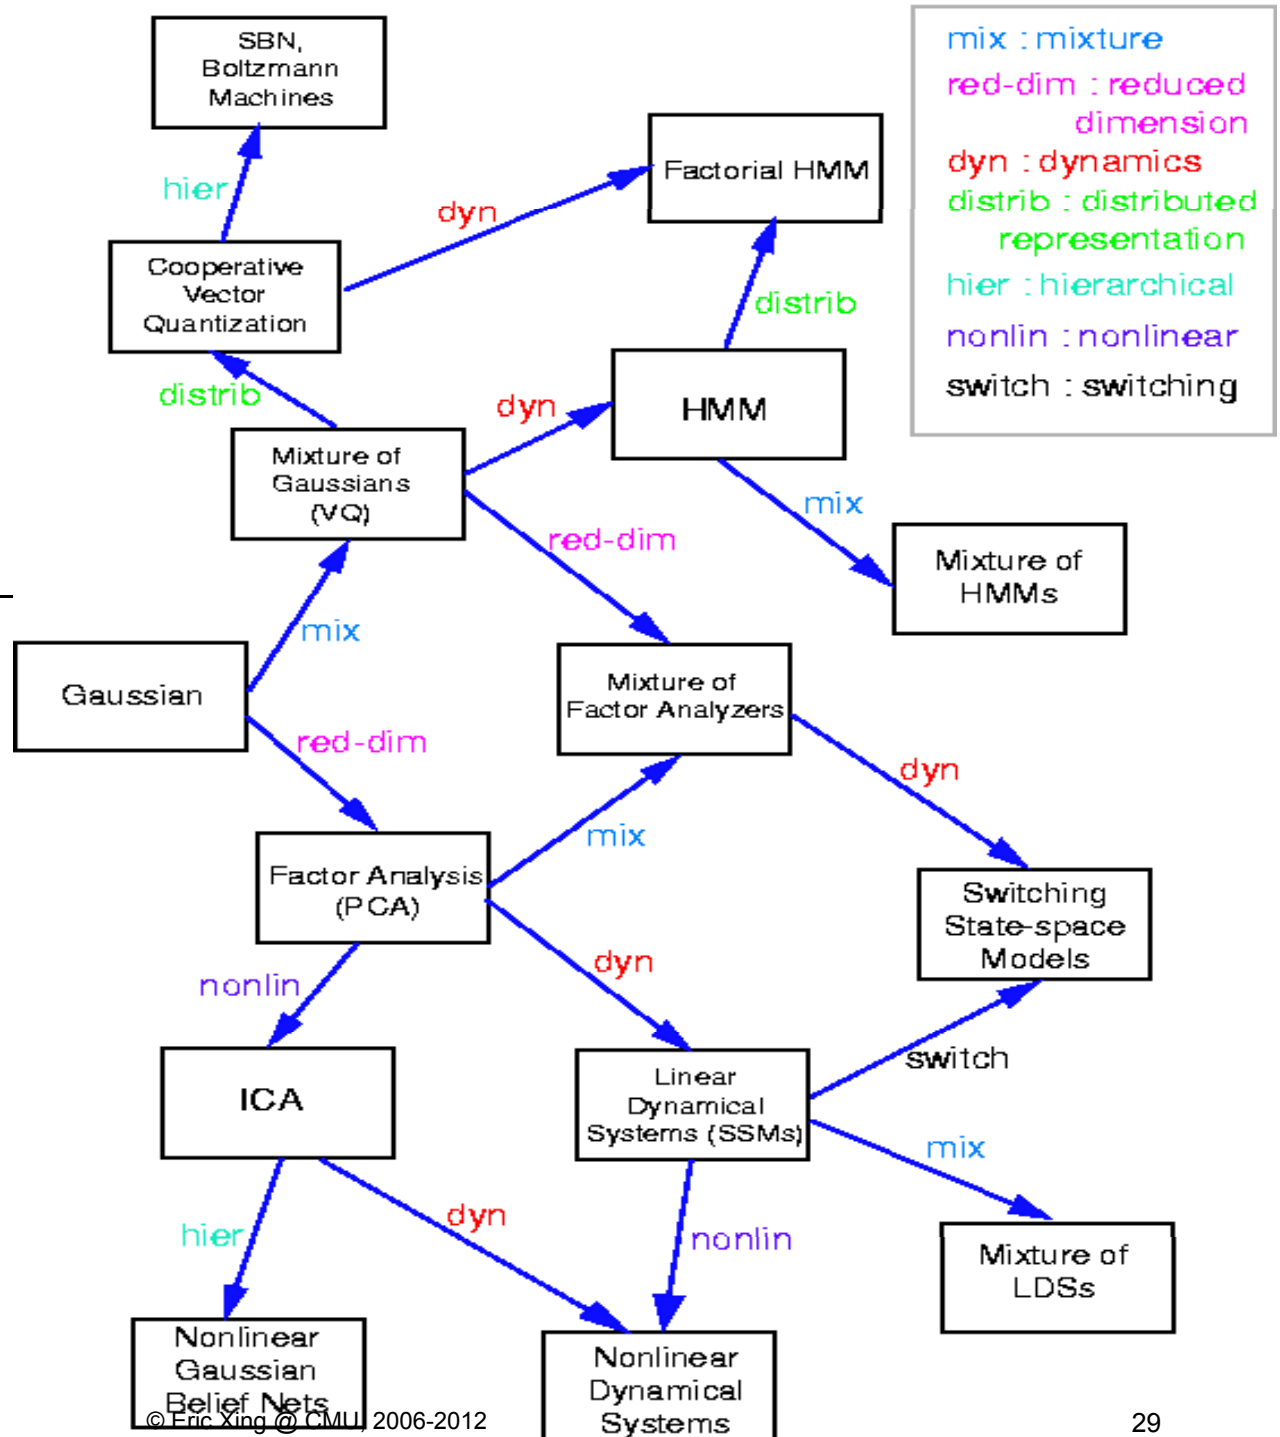 SBN,
Boltzmann
Machines
mix : mixture
red-dim : reduced
dimension
dyn : dynamics
distrib : distributed
representation
hier : hierarchical
nonlin : nonlinear
switch : switching
Factorial HMM
hier
dyn
Cooperative
Vector
Quantization
distrib
distrib
dyn
HMM
Mixture of
Gaussians
(VQ)
mix
red-dim
Mixture of
HMMs
mix
Gaussian
Mixture of
Factor Analyzers
red-dim
dyn
mix
Factor Analysis
(PCA)
Switching
State-space
Models
nonlin
dyn
switch
ICA
Linear
Dynamical
Systems (SSMs)
mix
hier
dyn
nonlin
Mixture of
LDSs
Nonlinear
Gaussian
Belief Nets
Nonlinear
Dynamical
Systems
© Eric Xing @ CMU, 2006-2012
29